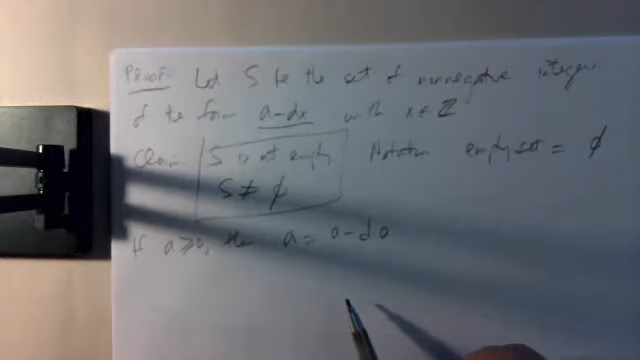 PROOF: Let S be the set of nonnegative integers
of the form a-dx with x ∈ ℤ
Claim S is not empty Notation empty set = ϕ
S ≠ ϕ
If a ≥ 0, then a = a - d.0